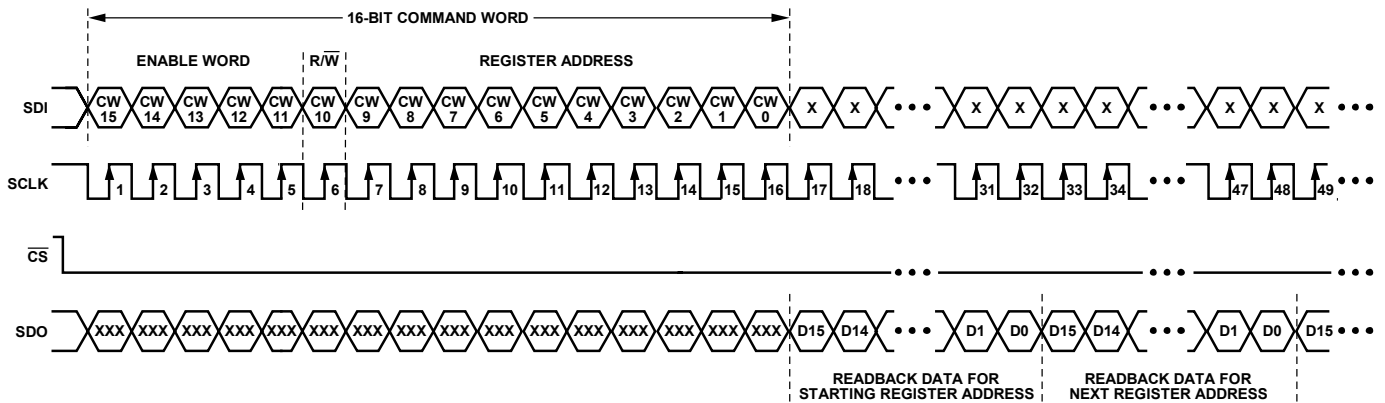 16-BIT COMMAND WORD
ENABLE WORD R/W REGISTER ADDRESS
SDI CW 15 CW 14 CW 13 CW 12 CW 11 CW 10 CW 9 CW 8 CW 7 CW 6 CW 5 CW 4 CW 3 CW 2 CW 1 CW 0 X X X X X X X X X
SCLK 1 2 3 4 5 6 7 8 9 10 11 12 13 14 15 16 17 18 31 32 33 34 47 48 49
CS
SDO XXX XXX XXX XXX XXX XXX XXX XXX XXX XXX XXX XXX XXX XXX XXX XXX D15 D14 D1 D0 D15 D14 D1 D0 D15
READBACK DATA FOR
STARTING REGISTER ADDRESS
READBACK DATA FOR
NEXT REGISTER ADDRESS